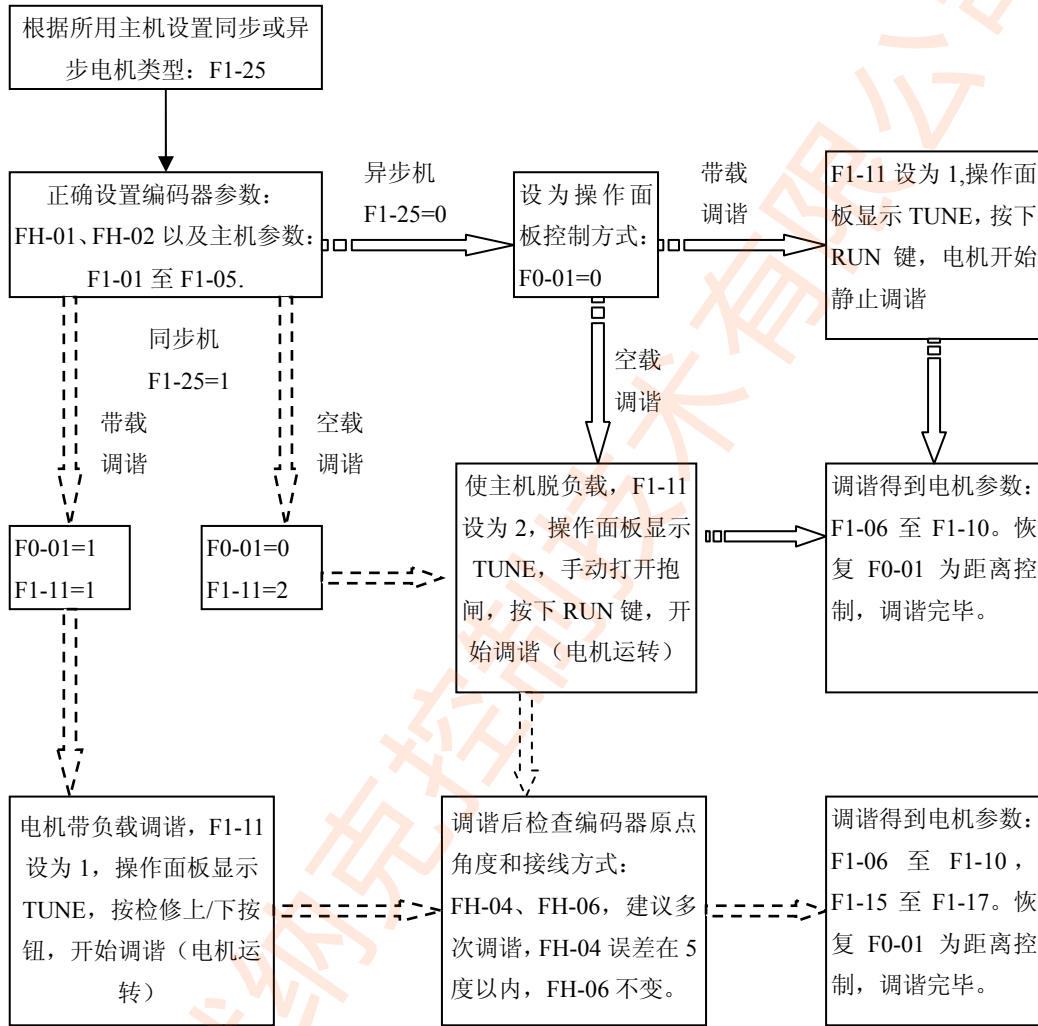 根据所用主机设置同步或异
步电机类型：F1-25
正确设置编码器参数：
FH-01、FH-02 以及主机参数：
F1-01 至 F1-05.
异步机
F1-25=0
设为操作面
板控制方式：
F0-01=0
带载
调谐
F1-11 设为 1,操作面
板显示 TUNE，按下
RUN 键，电机开始
静止调谐
同步机
F1-25=1
带载
调谐
空载
调谐
空载
调谐
F0-01=1
F1-11=1
F0-01=0
F1-11=2
使主机脱负载，F1-11
设为 2，操作面板显示
TUNE，手动打开抱
闸，按下 RUN 键，开
始调谐（电机运转）
调谐得到电机参数：
F1-06 至 F1-10。恢
复 F0-01 为距离控
制，调谐完毕。
电机带负载调谐，F1-11
设为 1，操作面板显示
TUNE，按检修上/下按
钮，开始调谐（电机运
转）
调谐后检查编码器原点
角度和接线方式：
FH-04、FH-06，建议多
次调谐，FH-04 误差在 5
度以内，FH-06 不变。
调谐得到电机参数：
F1-06 至 F1-10，
F1-15 至 F1-17。恢
复 F0-01 为距离控
制，调谐完毕。
纳克控制技术有限公